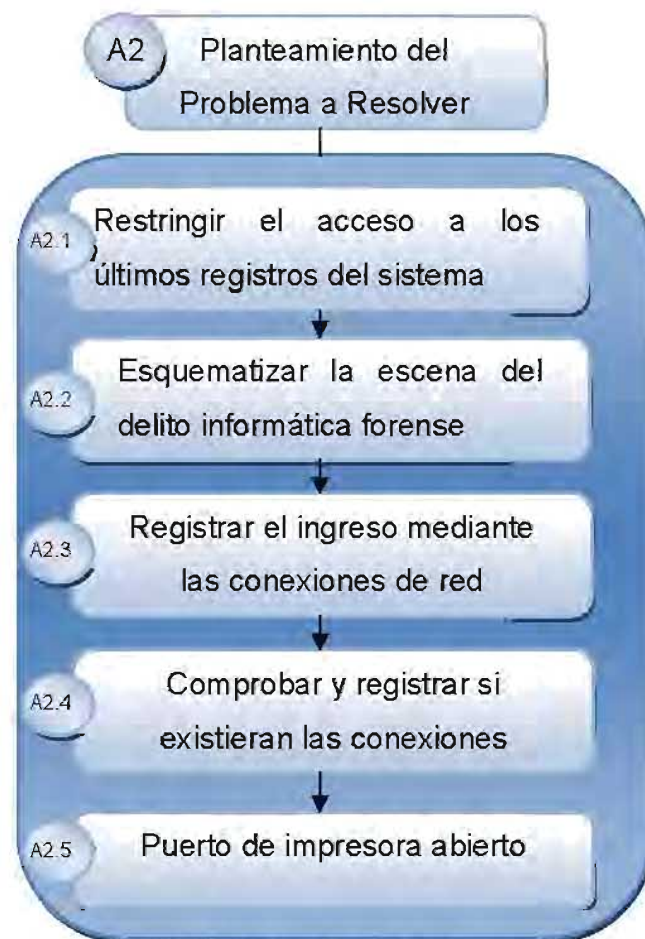 A2
Planteamiento del
Problema a Resolver
A2.1
Restringir el acceso a los
últimos registros del sistema
A2.2
Esquematizar la escena del
delito informática forense
A2.3
Registrar el ingreso mediante
las conexiones de red
A2.4
Comprobar y registrar si
existieran las conexiones
A2.5
Puerto de impresora abierto